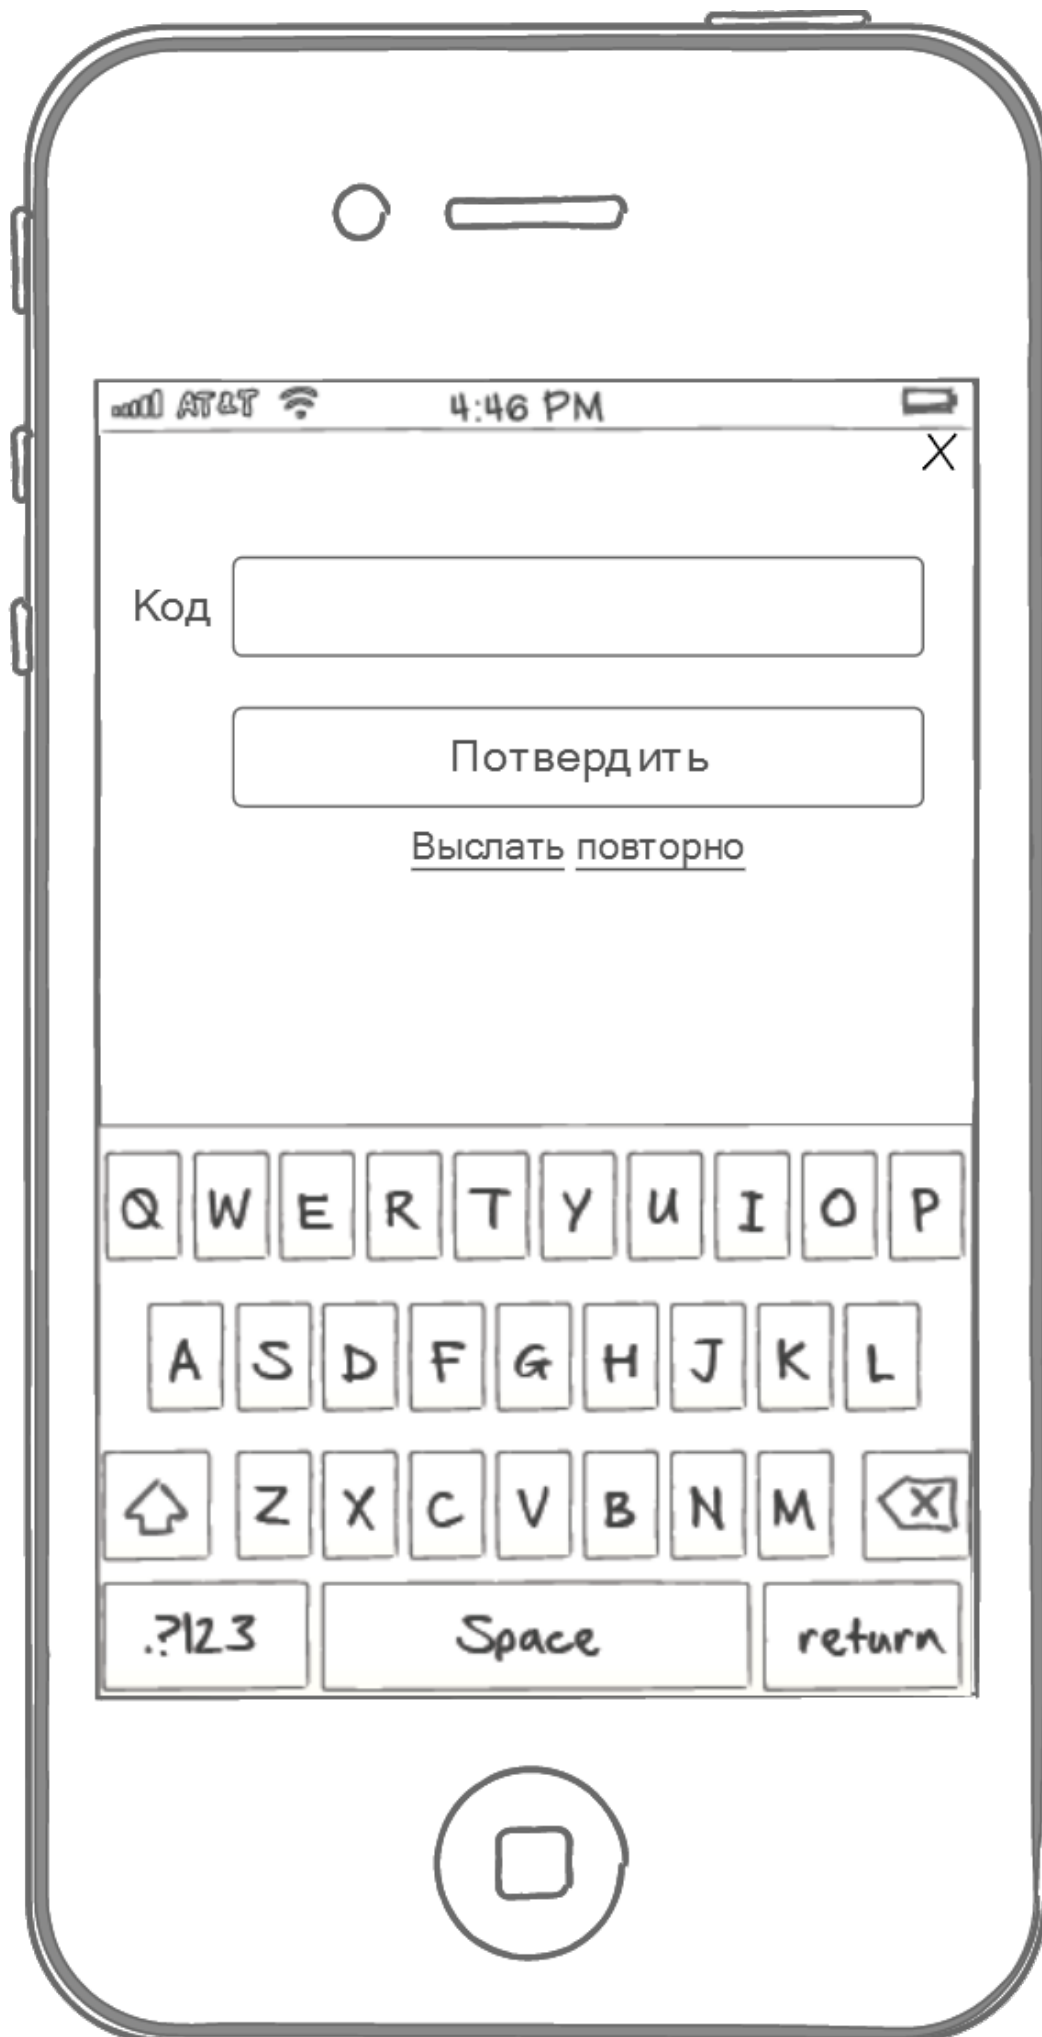 AT&T 4:46 PM
X
Код
Потвердить
Выслать повторно
Q W E R T Y U I O P
A S D F G H J K L
Z X C V B N M X
.?123 Space return